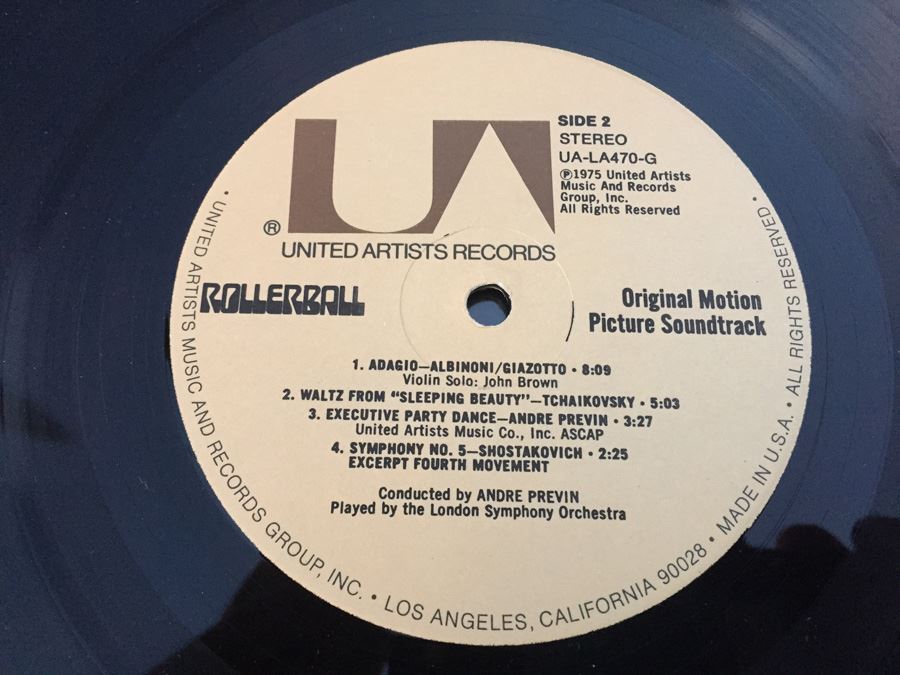 UA
SIDE 2
STEREO
UA-LA470-G
℗1975 United Artists
Music And Records
Group, Inc.
All Rights Reserved
®
UNITED ARTISTS RECORDS
ROLLERBALL
Original Motion
Picture Soundtrack
1. ADAGIO—ALBINONI/GIAZOTTO • 8:09
Violin Solo: John Brown
2. WALTZ FROM "SLEEPING BEAUTY"—TCHAIKOVSKY • 5:03
3. EXECUTIVE PARTY DANCE—ANDRE PREVIN • 3:27
United Artists Music Co., Inc. ASCAP
4. SYMPHONY NO. 5—SHOSTAKOVICH • 2:25
EXCERPT FOURTH MOVEMENT
Conducted by ANDRE PREVIN
Played by the London Symphony Orchestra
• UNITED ARTISTS MUSIC AND RECORDS GROUP, INC. • LOS ANGELES, CALIFORNIA 90028 • MADE IN U.S.A. • ALL RIGHTS RESERVED •